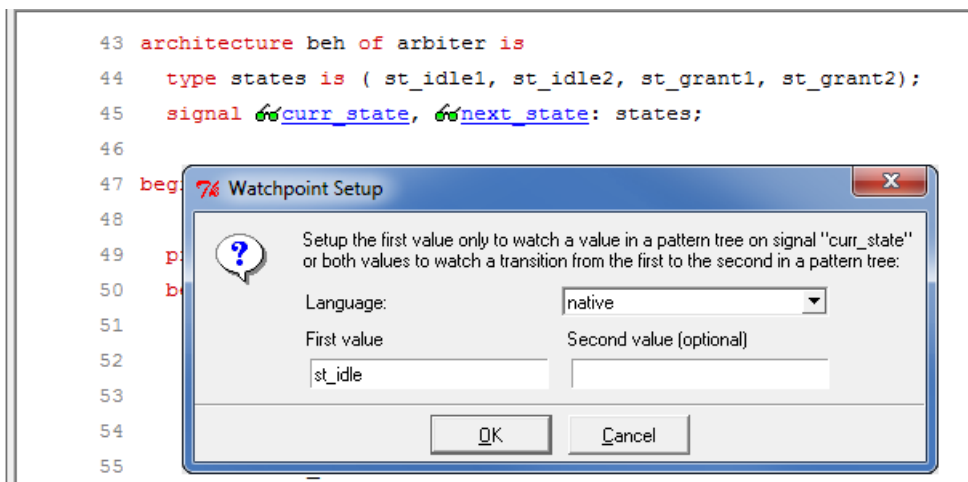 43 architecture beh of arbiter is
44 type states is ( st_idle1, st_idle2, st_grant1, st_grant2);
45 signal curr_state, next_state: states;
46
47 beg
Watchpoint Setup
X
48
Setup the first value only to watch a value in a pattern tree on signal "curr_state"
49
or both values to watch a transition from the first to the second in a pattern tree:
50 b
Language:
native
51
First value
Second value (optional)
52
st_idle
53
54
OK
Cancel
55